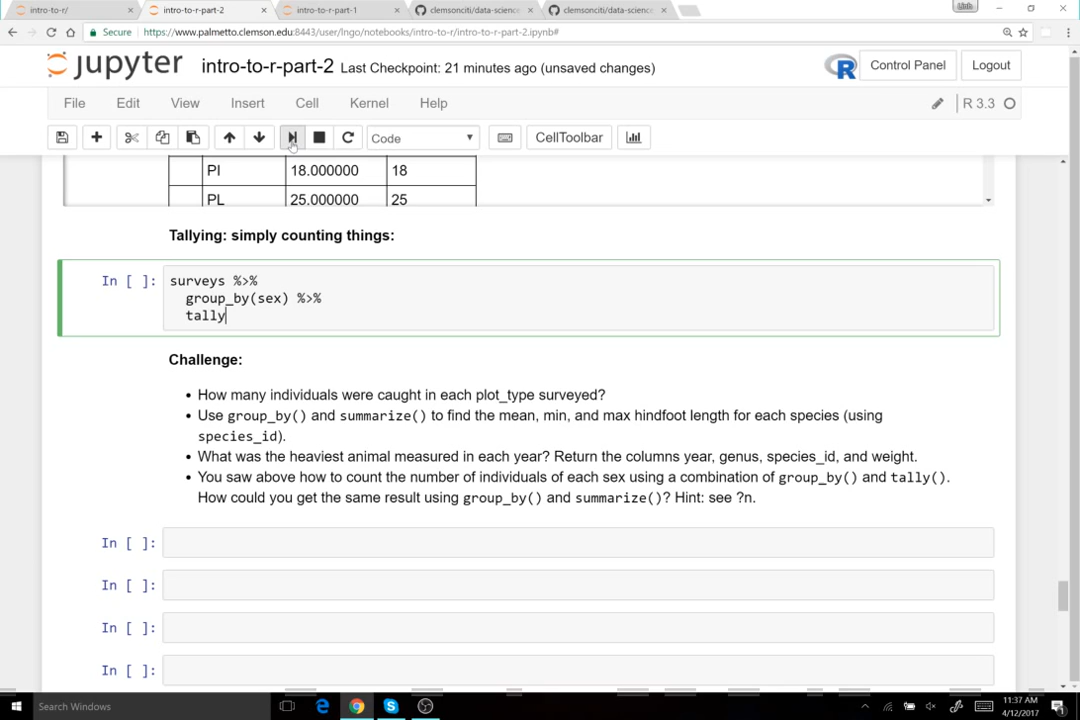 intro-to-r/ ×
intro-to-r-part-2 ×
intro-to-r-part-1 ×
clemsonciti/data-science ×
clemsonciti/data-science ×
Secure https://www.palmetto.clemson.edu:8443/user/lngo/notebooks/intro-to-r/intro-to-r-part-2.ipynb#
jupyter intro-to-r-part-2 Last Checkpoint: 21 minutes ago (unsaved changes) R Control Panel Logout
File Edit View Insert Cell Kernel Help R 3.3
Code CellToolbar
PI 18.000000 18
PL 25.000000 25
Tallying: simply counting things:
In [ ]: surveys %>%
group_by(sex) %>%
tally
Challenge:
• How many individuals were caught in each plot_type surveyed?
• Use group_by() and summarize() to find the mean, min, and max hindfoot length for each species (using
species_id).
• What was the heaviest animal measured in each year? Return the columns year, genus, species_id, and weight.
• You saw above how to count the number of individuals of each sex using a combination of group_by() and tally().
How could you get the same result using group_by() and summarize()? Hint: see ?n.
In [ ]:
In [ ]:
In [ ]:
In [ ]:
Search Windows
11:37 AM
4/12/2017